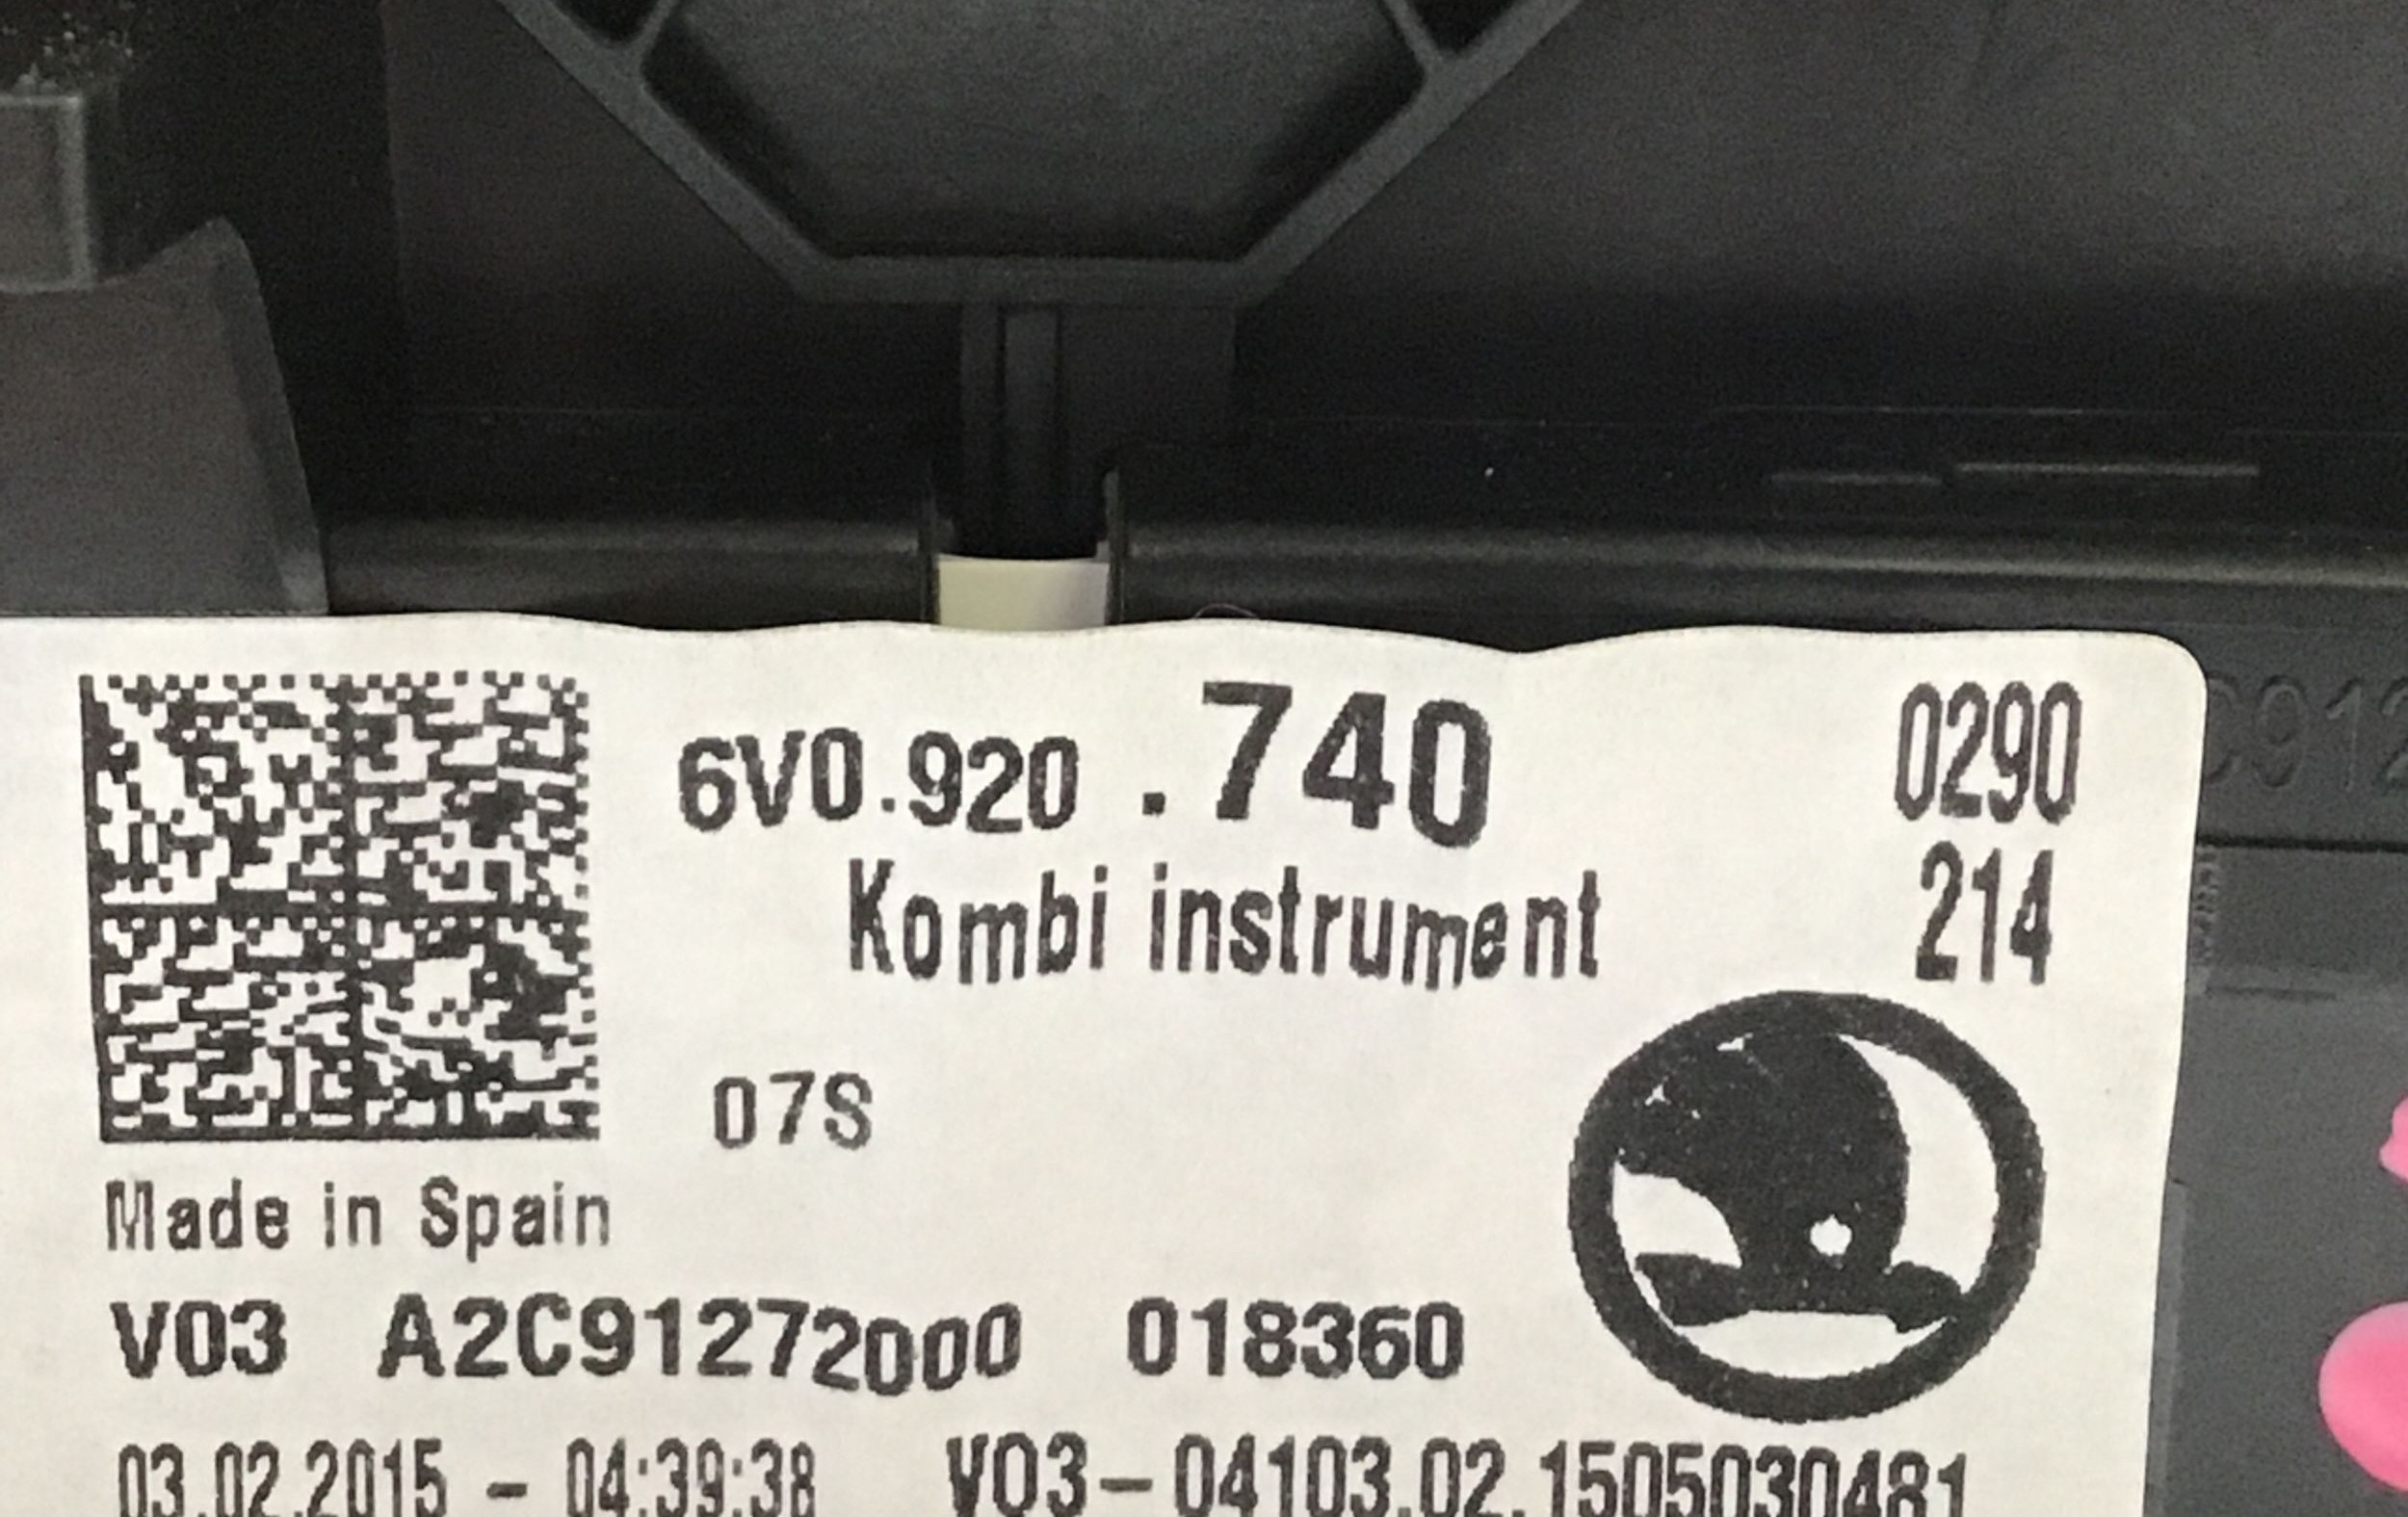 6V0.920 .740 0290
Kombi instrument 214
07S
Made in Spain
V03 A2C91272000 018360
03.02.2015 - 04:39:38 V03-04103.02.1505030481
C912